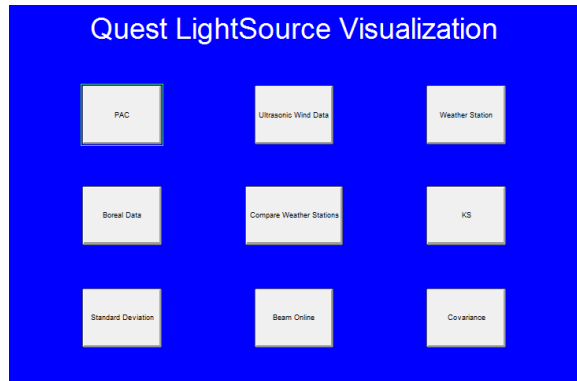 Quest LightSource Visualization
PAC
Ultrasonic Wind Data
Weather Station
Boreal Data
Compare Weather Stations
KS
Standard Deviation
Beam Online
Covariance